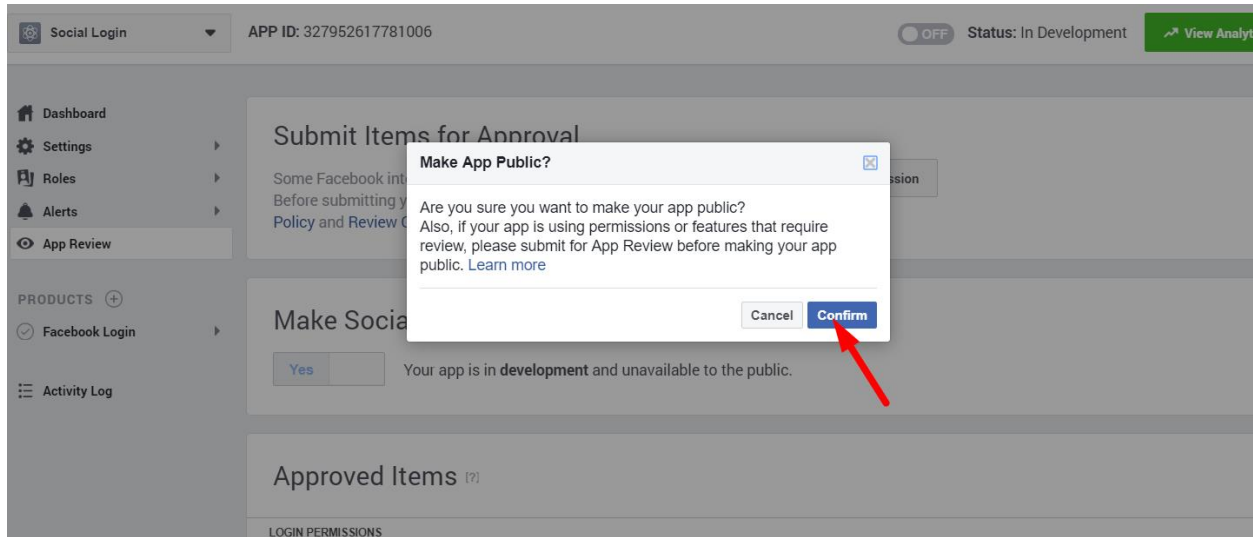 Social Login
APP ID: 327952617781006
OFF
Status: In Development
View Analyt
Dashboard
Settings
Roles
Alerts
App Review
PRODUCTS
Facebook Login
Activity Log
Submit Items for Approval
Some Facebook int
ssion
Before submitting y
Policy and Review
Make App Public?
Are you sure you want to make your app public?
Also, if your app is using permissions or features that require
review, please submit for App Review before making your app
public. Learn more
Cancel Confirm
Make Socia
Yes
Your app is in development and unavailable to the public.
Approved Items [?]
LOGIN PERMISSIONS